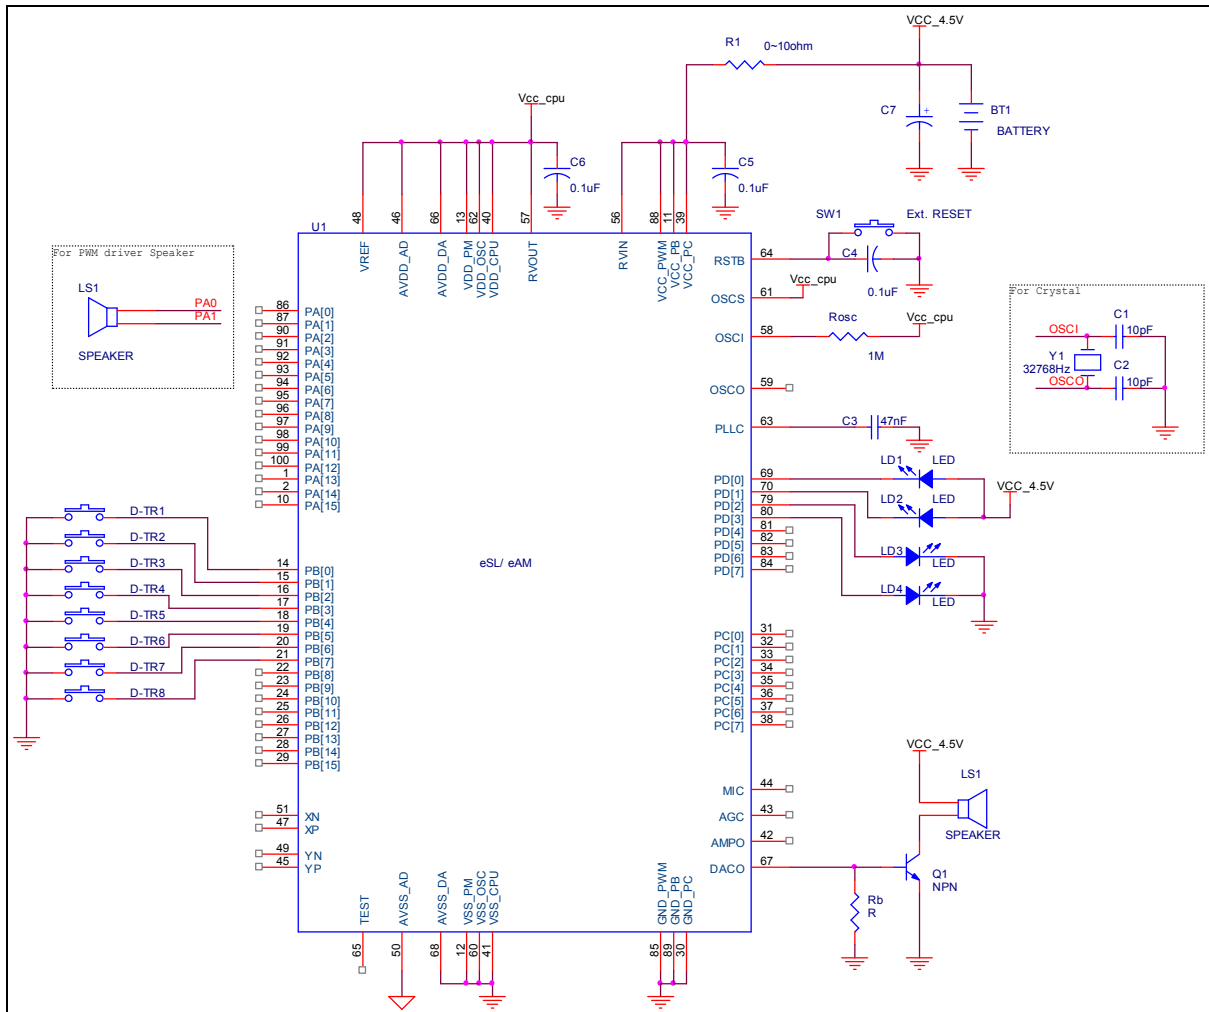 VCC_4.5V
R1
0~10ohm
C7
+
BT1
BATTERY
Vcc_cpu
C6
0.1uF
C5
0.1uF
48
46
66
13
62
40
57
56
88
11
39
U1
VREF
AVDD_AD
AVDD_DA
VDD_PM
VDD_OSC
VDD_CPU
RVOUT
RVIN
VCC_PWM
VCC_PB
VCC_PC
SW1
Ext. RESET
RSTB
64
C4
0.1uF
OSCS
61
Vcc_cpu
OSCI
58
Rosc
1M
Vcc_cpu
OSCO
59
PLLC
63
C3
47nF
For PWM driver Speaker
LS1
PA0
PA1
SPEAKER
For Crystal
OSCI
C1
10pF
Y1
32768Hz
C2
OSCO
10pF
86 PA[0]
87 PA[1]
90 PA[2]
91 PA[3]
92 PA[4]
93 PA[5]
94 PA[6]
95 PA[7]
96 PA[8]
97 PA[9]
98 PA[10]
99 PA[11]
100 PA[12]
1 PA[13]
2 PA[14]
10 PA[15]
PD[0] 69
PD[1] 70
PD[2] 79
PD[3] 80
PD[4] 81
PD[5] 82
PD[6] 83
PD[7] 84
LD1 LED
LD2 LED
VCC_4.5V
LD3
LED
LD4
LED
D-TR1
D-TR2
D-TR3
D-TR4
D-TR5
D-TR6
D-TR7
D-TR8
14 PB[0]
15 PB[1]
16 PB[2]
17 PB[3]
18 PB[4]
19 PB[5]
20 PB[6]
21 PB[7]
22 PB[8]
23 PB[9]
24 PB[10]
25 PB[11]
26 PB[12]
27 PB[13]
28 PB[14]
29 PB[15]
eSL/ eAM
PC[0] 31
PC[1] 32
PC[2] 33
PC[3] 34
PC[4] 35
PC[5] 36
PC[6] 37
PC[7] 38
51 XN
47 XP
49 YN
45 YP
MIC 44
AGC 43
AMPO 42
DACO 67
VCC_4.5V
LS1
SPEAKER
Q1
NPN
Rb
R
TEST
AVSS_AD
AVSS_DA
VSS_PM
VSS_OSC
VSS_CPU
GND_PWM
GND_PB
GND_PC
65
50
68
12
60
41
85
89
30